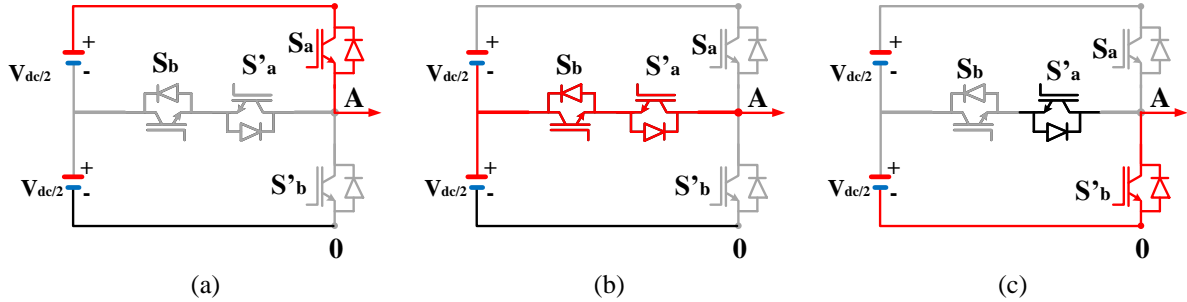 +
Sa
Vdc/2
-
Sb
S'a
A
+
Vdc/2
-
S'b
0
(a)
+
Sa
Vdc/2
-
Sb
S'a
A
+
Vdc/2
-
S'b
0
(b)
+
Sa
Vdc/2
-
Sb
S'a
A
+
Vdc/2
-
S'b
0
(c)